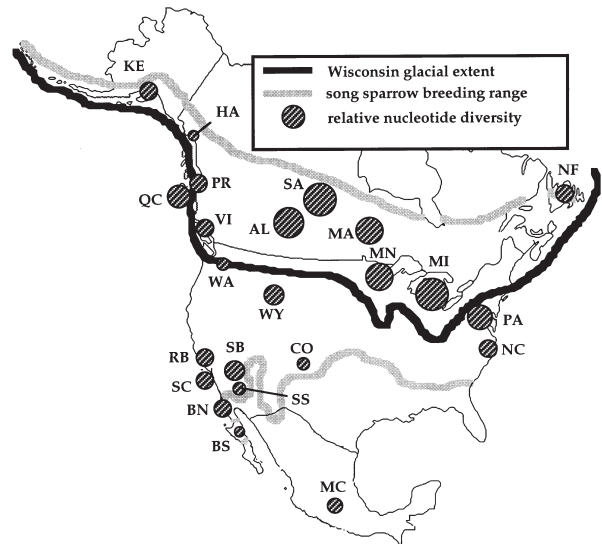 KE
Wisconsin glacial extent
song sparrow breeding range
relative nucleotide diversity
HA
NF
PR
SA
QC
VI
AL
MA
MN
MI
WA
WY
PA
NC
RB
SB
CO
SC
SS
BN
BS
MC